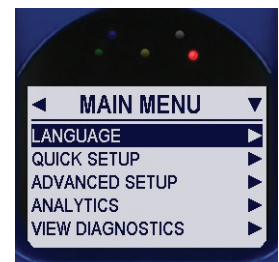 MAIN MENU
LANGUAGE
QUICK SETUP
ADVANCED SETUP
ANALYTICS
VIEW DIAGNOSTICS